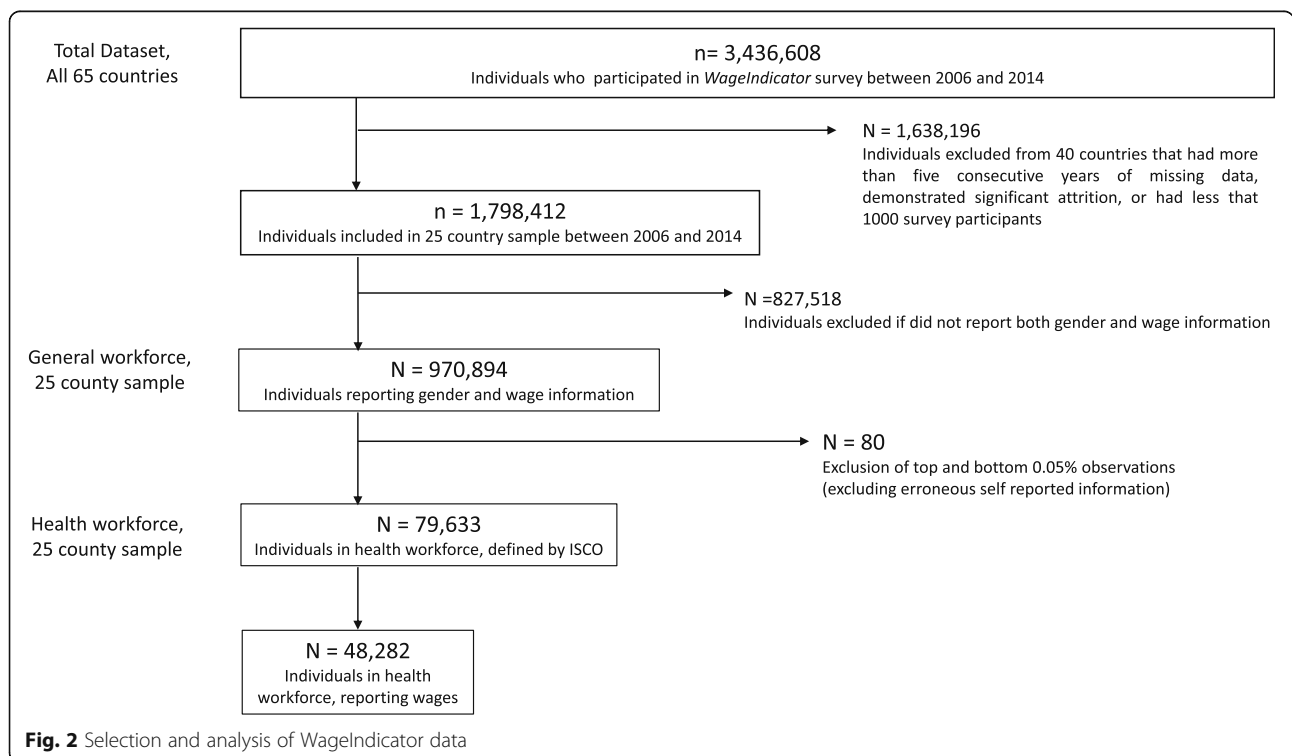 Total Dataset,
All 65 countries
n= 3,436,608
Individuals who participated in WageIndicator survey between 2006 and 2014
N = 1,638,196
Individuals excluded from 40 countries that had more
than five consecutive years of missing data,
demonstrated significant attrition, or had less that
1000 survey participants
n = 1,798,412
Individuals included in 25 country sample between 2006 and 2014
N =827,518
Individuals excluded if did not report both gender and wage information
General workforce,
25 county sample
N = 970,894
Individuals reporting gender and wage information
N = 80
Exclusion of top and bottom 0.05% observations
(excluding erroneous self reported information)
Health workforce,
25 county sample
N = 79,633
Individuals in health workforce, defined by ISCO
N = 48,282
Individuals in health
workforce, reporting wages
Fig. 2 Selection and analysis of WageIndicator data